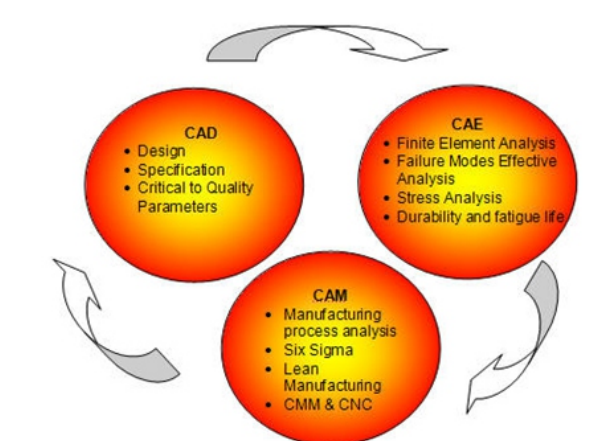 CAD
• Design
• Specification
• Critical to Quality
Parameters
CAE
• Finite Element Analysis
• Failure Modes Effective
Analysis
• Stress Analysis
• Durability and fatigue life
CAM
• Manufacturing
process analysis
• Six Sigma
• Lean
Manufacturing
• CMM & CNC